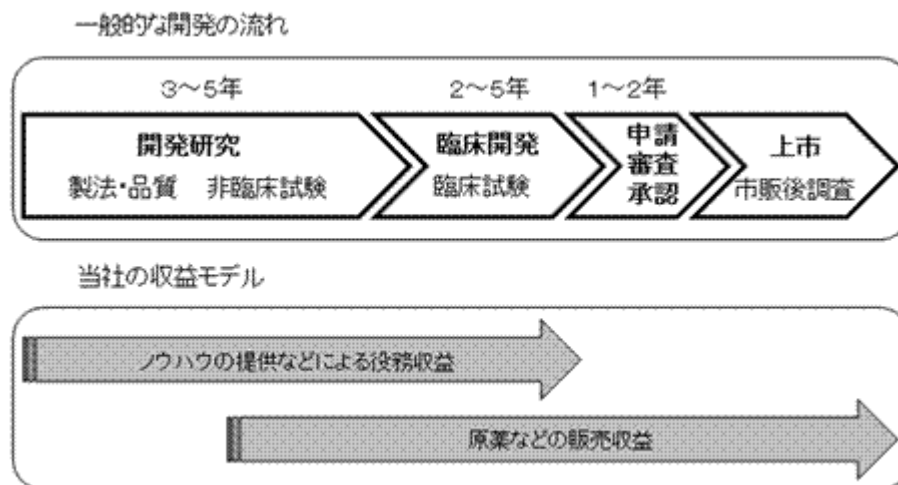 一般的な開発の流れ
3～5年 2～5年 1～2年
開発研究
製法・品質 非臨床試験
臨床開発
臨床試験
申請
審査
承認
上市
市販後調査
当社の収益モデル
ノウハウの提供などによる役務収益
原薬などの販売収益